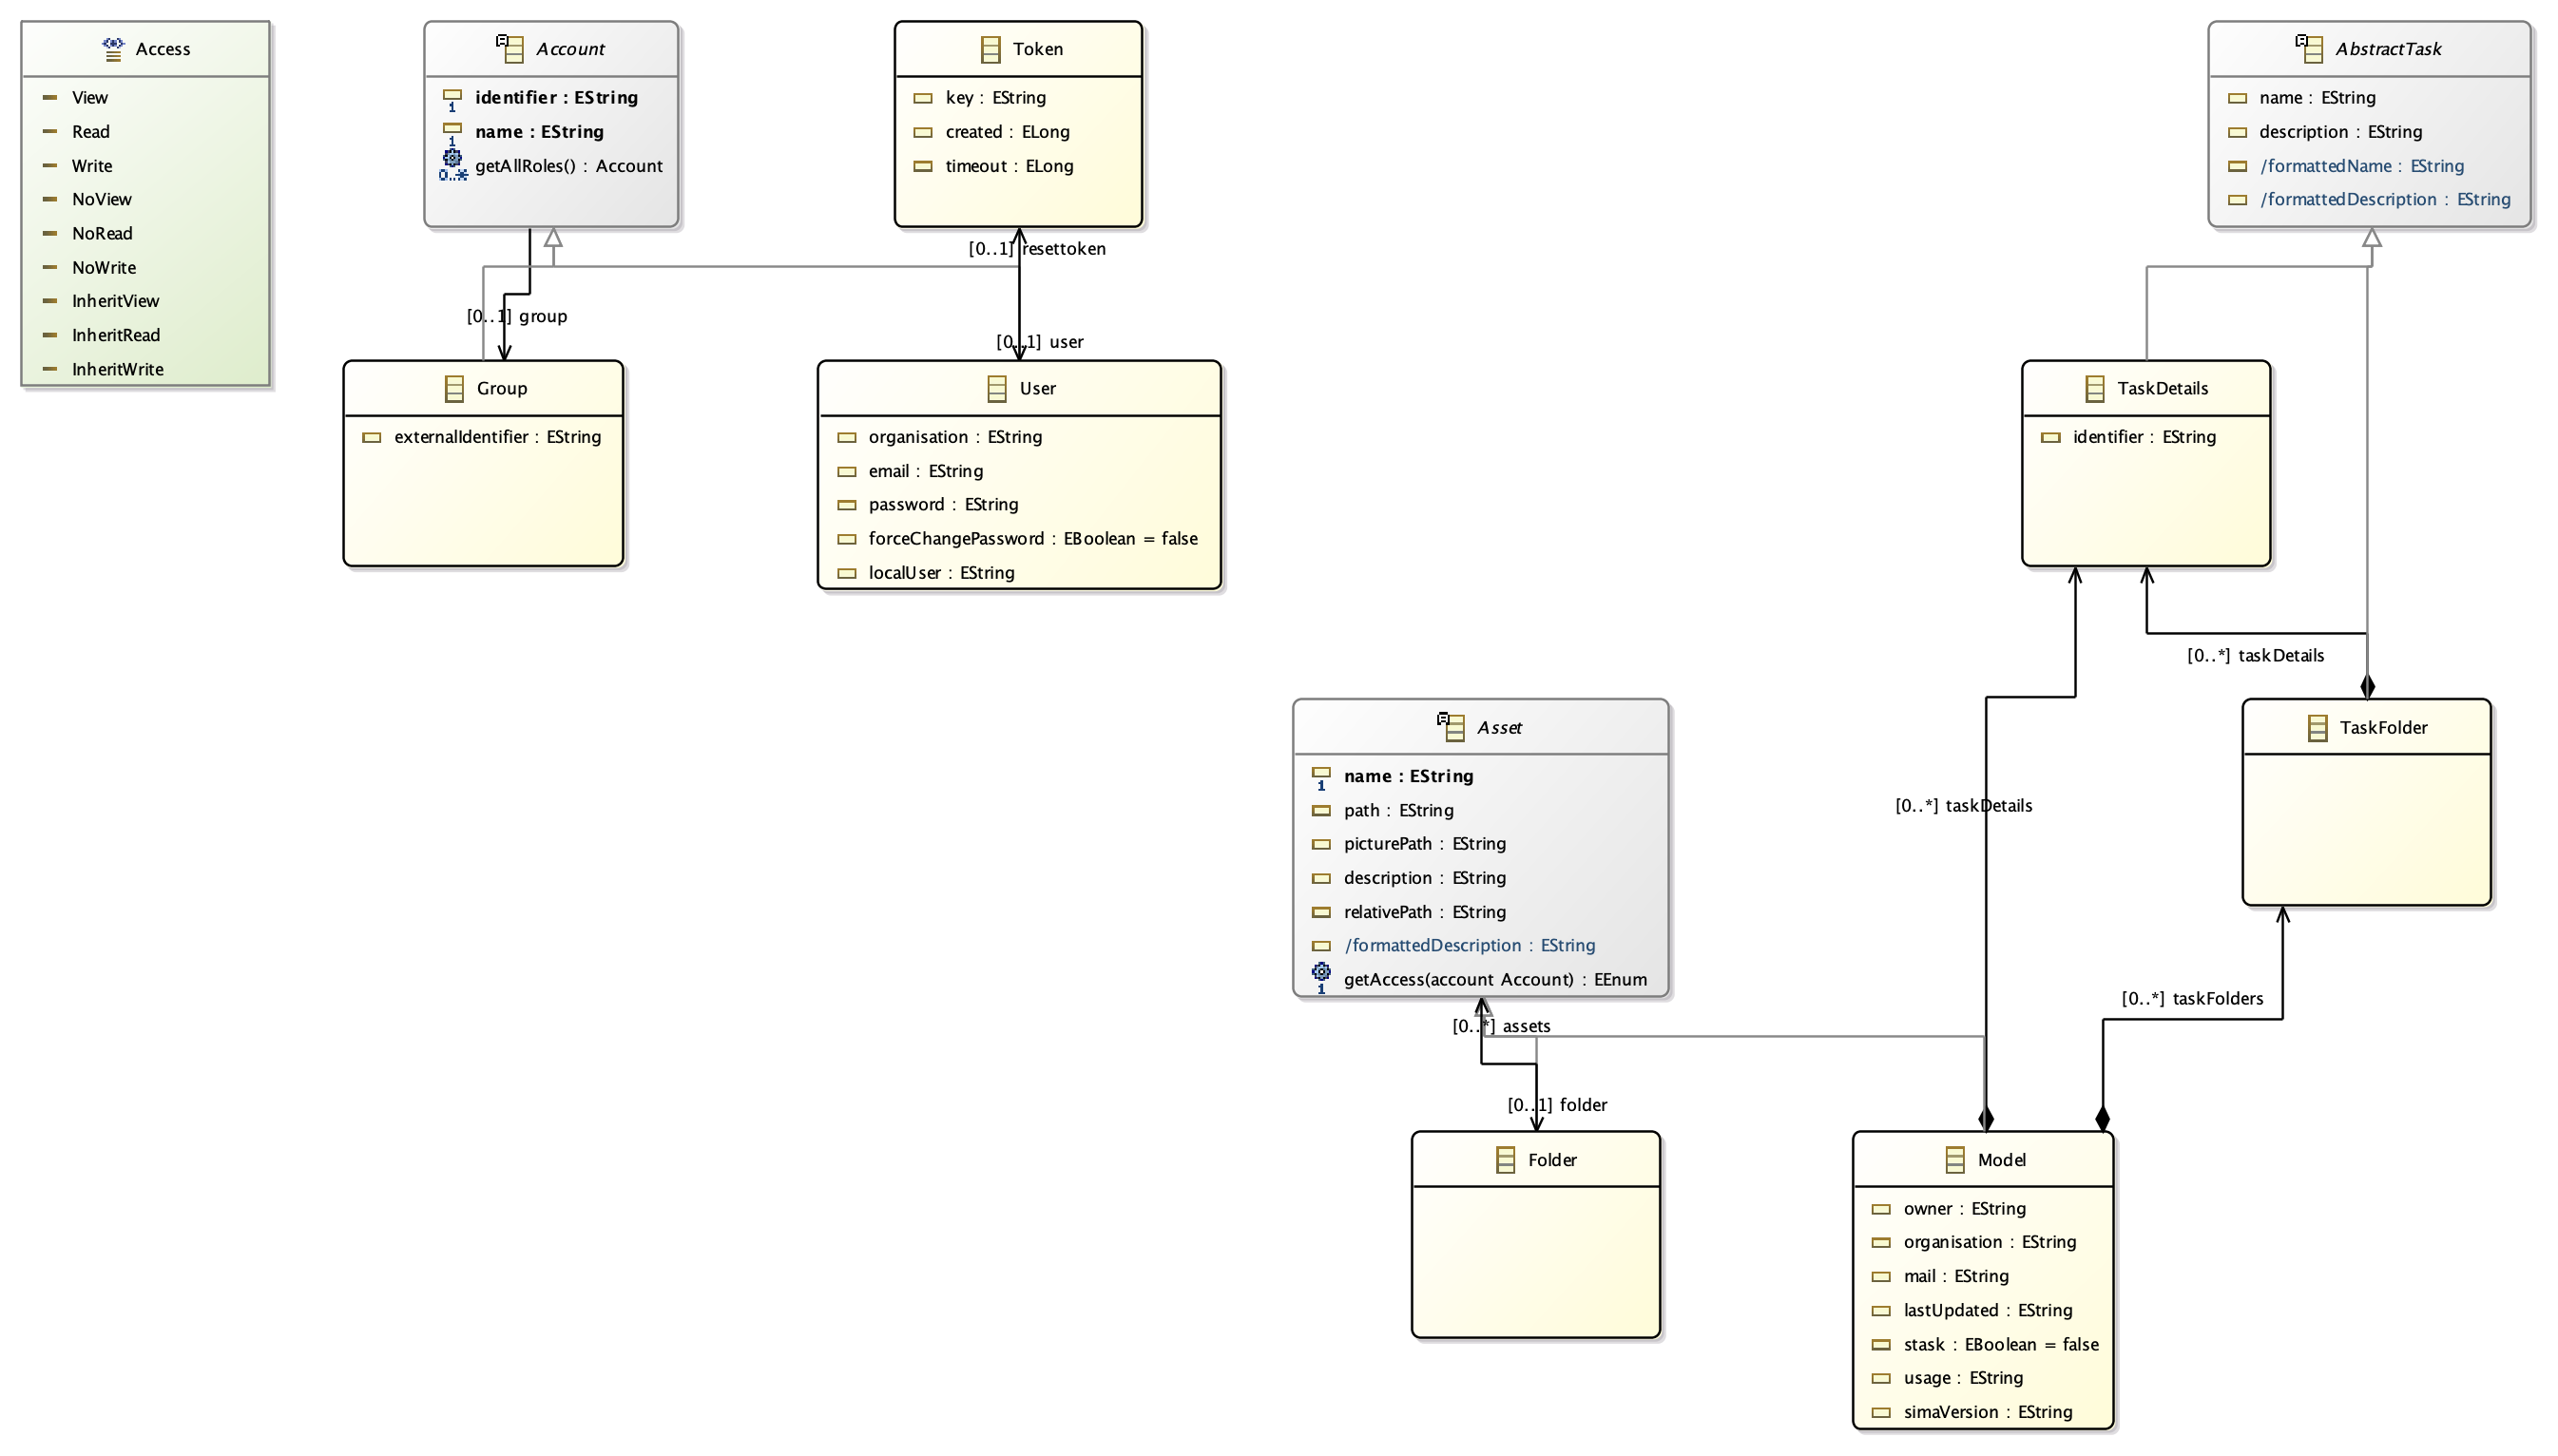 Access
View
Read
Write
NoView
NoRead
NoWrite
InheritView
InheritRead
InheritWrite
Account
1 identifier : EString
1 name : EString
0..* getAllRoles() : Account
Token
key : EString
created : ELong
timeout : ELong
[0..1] resettoken
[0..1] group
[0..1] user
Group
externalIdentifier : EString
User
organisation : EString
email : EString
password : EString
forceChangePassword : EBoolean = false
localUser : EString
AbstractTask
name : EString
description : EString
/formattedName : EString
/formattedDescription : EString
TaskDetails
identifier : EString
[0..*] taskDetails
TaskFolder
[0..*] taskDetails
[0..*] taskFolders
Asset
1 name : EString
path : EString
picturePath : EString
description : EString
relativePath : EString
/formattedDescription : EString
1 getAccess(account Account) : EEnum
[0..*] assets
[0..1] folder
Folder
Model
owner : EString
organisation : EString
mail : EString
lastUpdated : EString
stask : EBoolean = false
usage : EString
simaVersion : EString